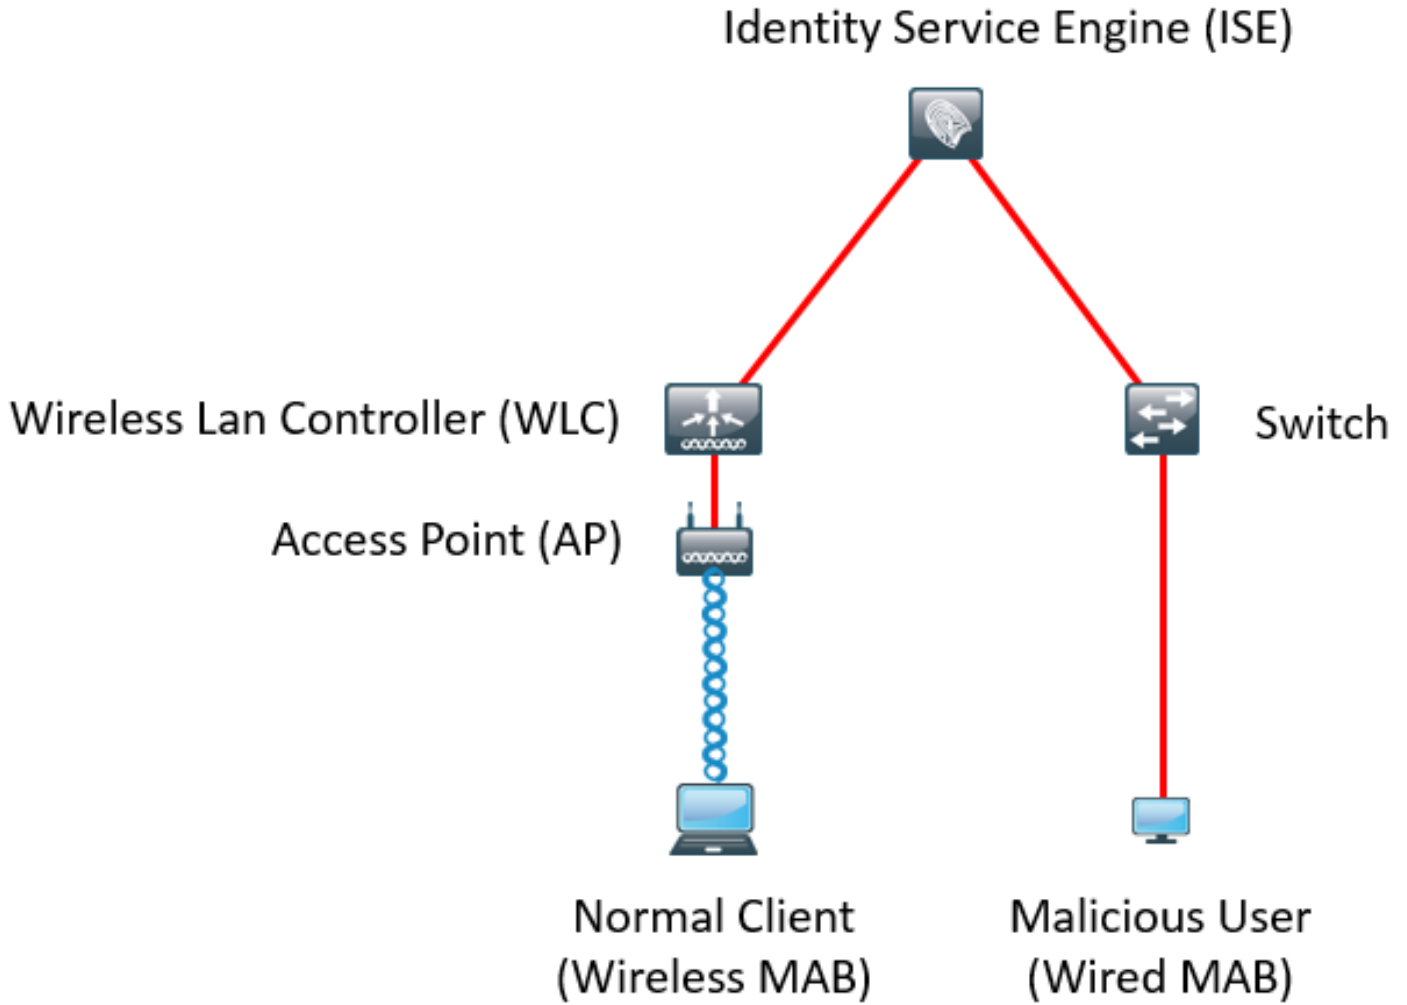 Identity Service Engine (ISE)
Wireless Lan Controller (WLC)
Switch
Access Point (AP)
Normal Client
(Wireless MAB)
Malicious User
(Wired MAB)